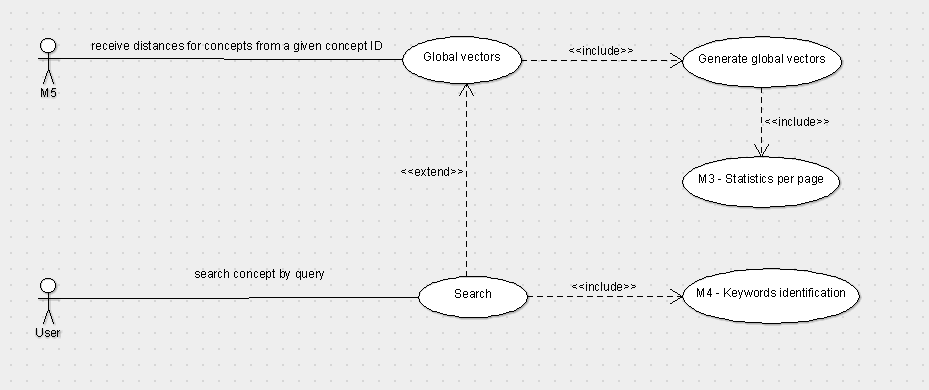 receive distances for concepts from a given concept ID
Global vectors
<<include>>
Generate global vectors
M5
<<include>>
<<extend>>
M3 - Statistics per page
search concept by query
Search
<<include>>
M4 - Keywords identification
User